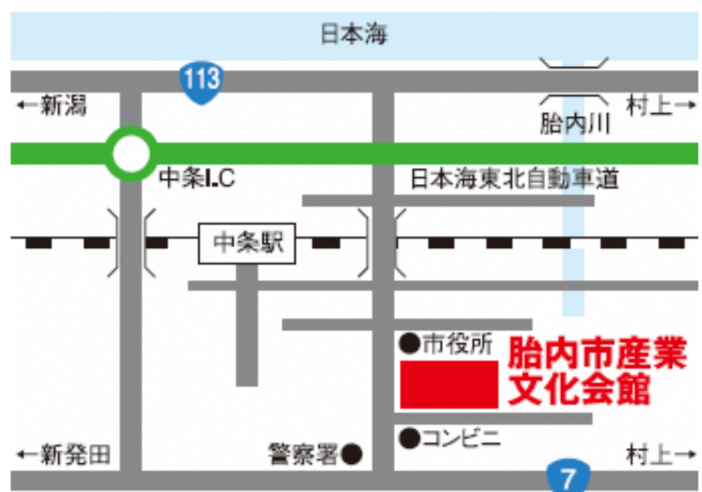 日本海
113
←新潟
村上→
胎内川
中条I.C
日本海東北自動車道
中条駅
●市役所
胎内市産業
文化会館
●コンビニ
←新発田
警察署●
村上→
7